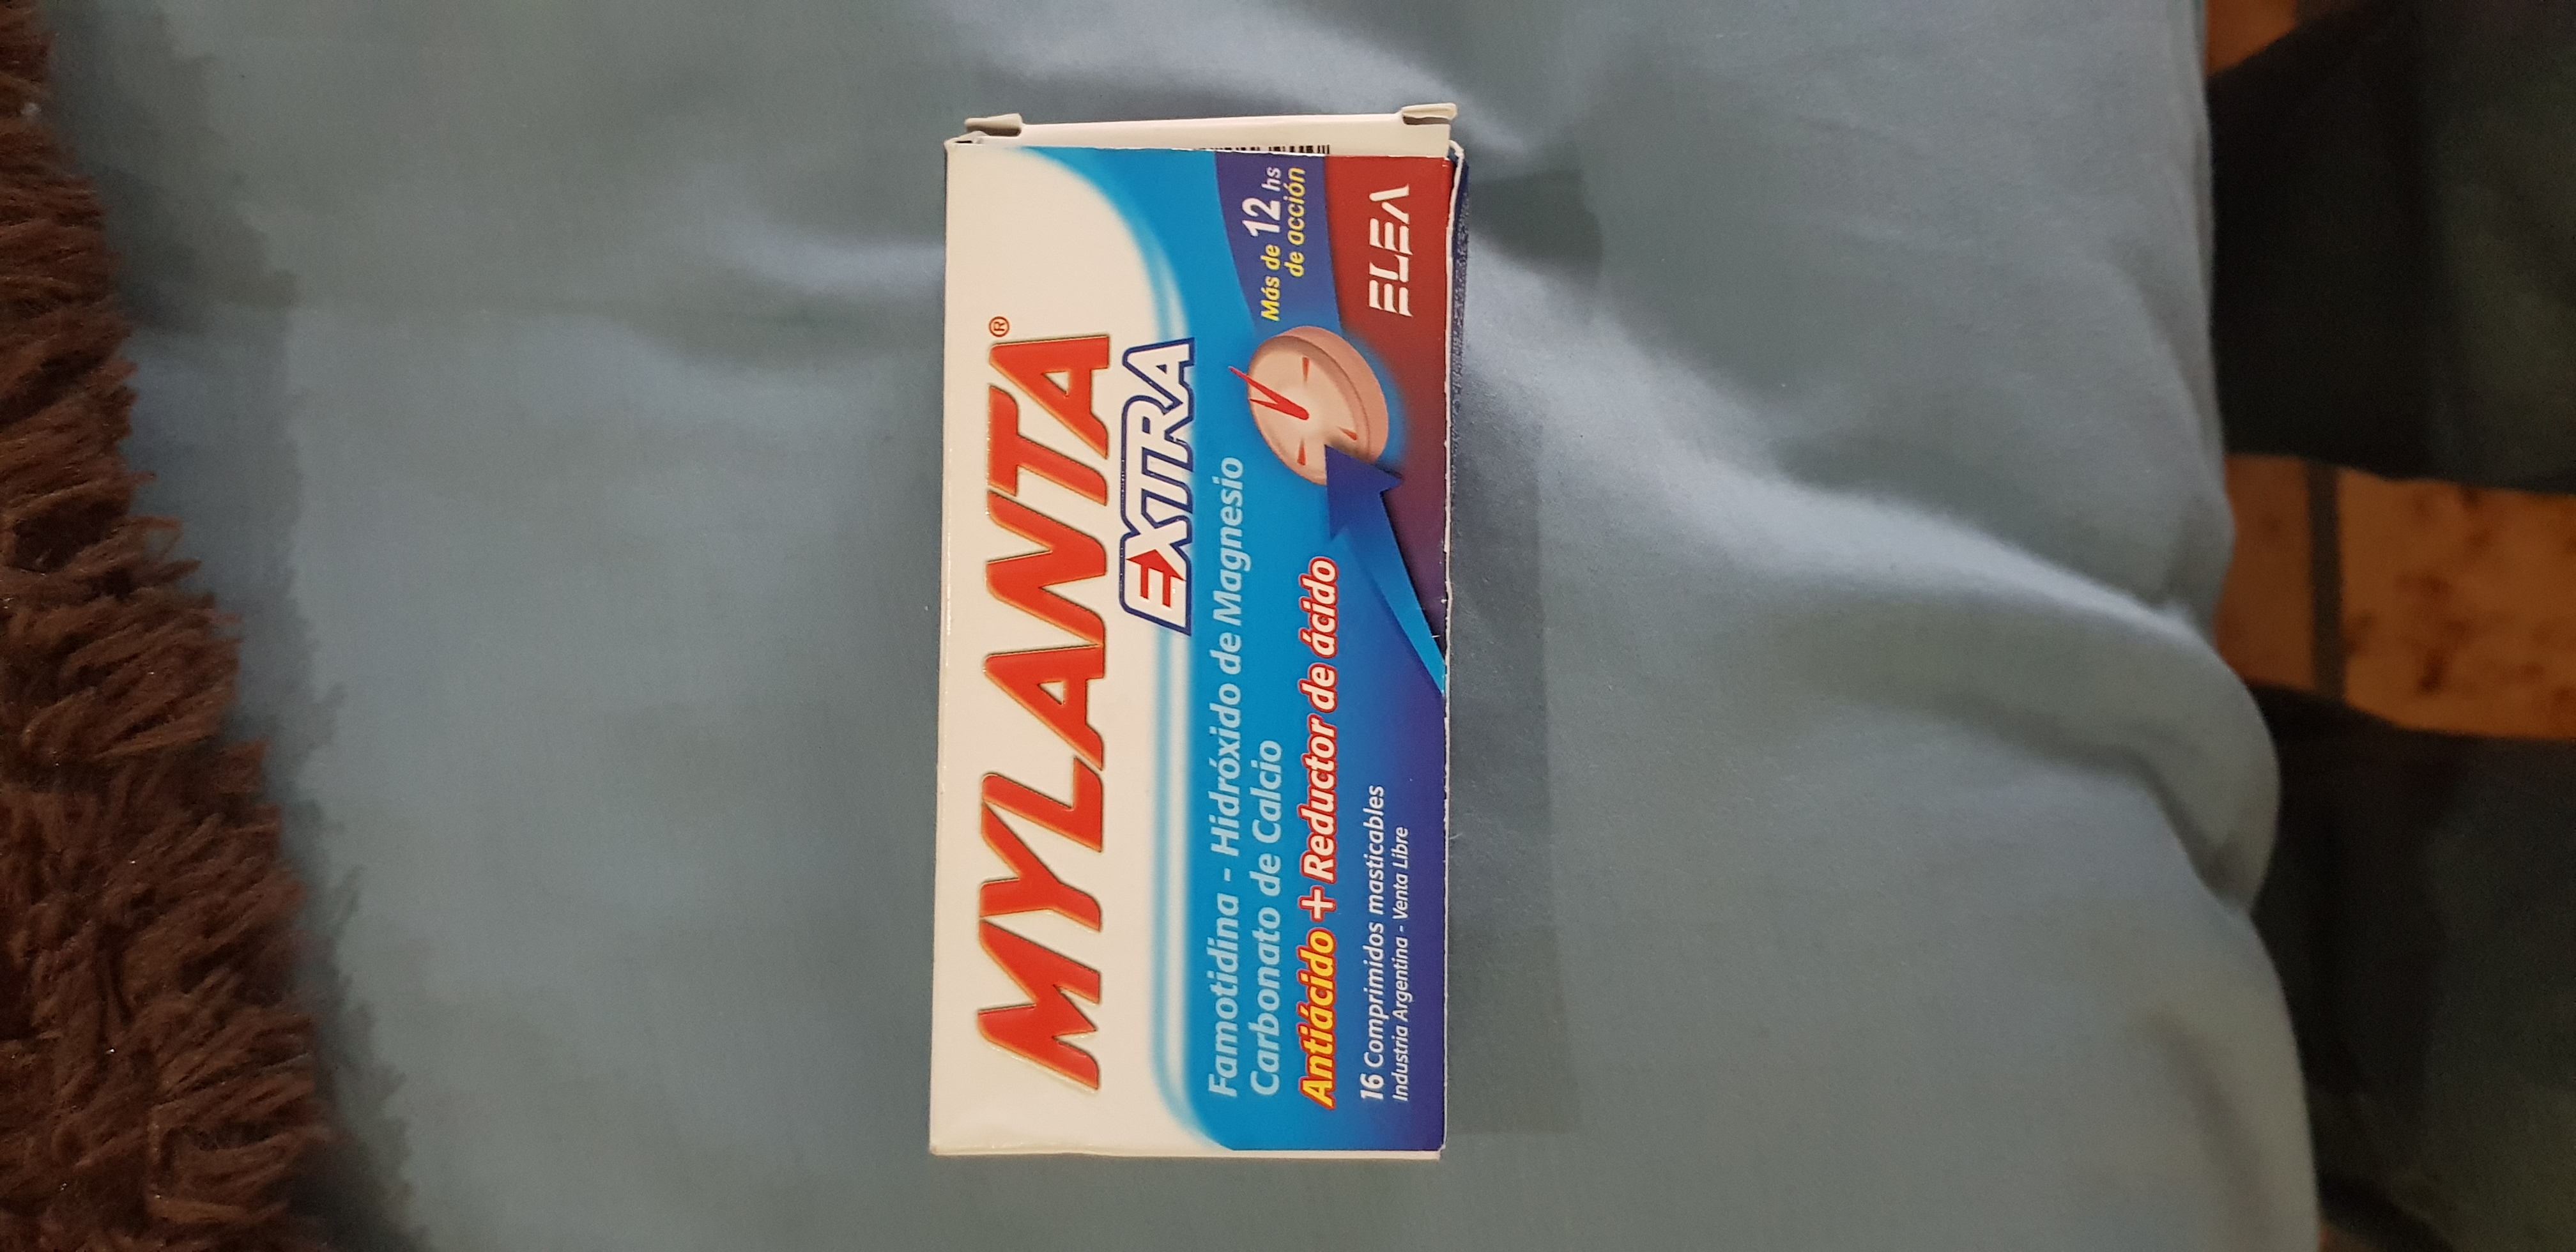 MYLANTA®
EXTRA
Famotidina - Hidróxido de Magnesio
Carbonato de Calcio
Antiácido + Reductor de ácido
16 Comprimidos masticables
Industria Argentina - Venta Libre
Más de 12 hs
de acción
ELEA